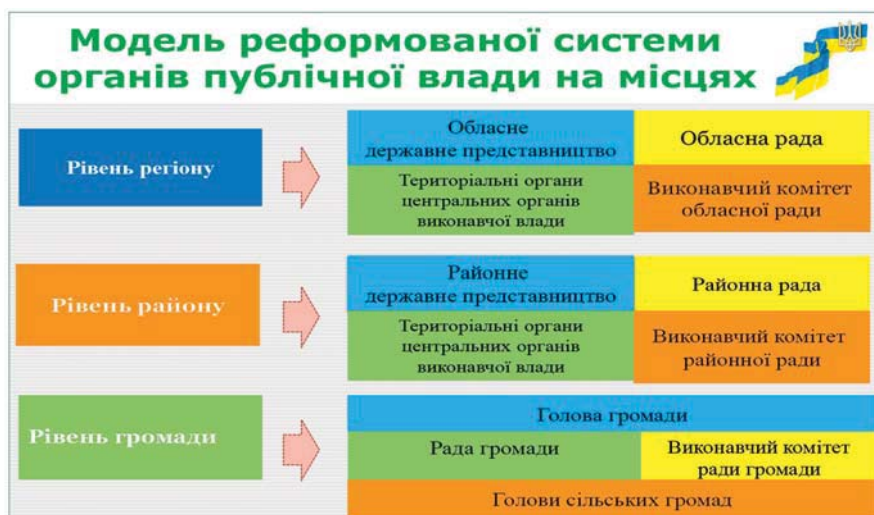 Модель реформованої системи
органів публічної влади на місцях
Рівень регіону
Обласне
державне представництво
Обласна рада
Територіальні органи
центральних органів
виконавчої влади
Виконавчий комітет
обласної ради
Рівень району
Районне
державне представництво
Районна рада
Територіальні органи
центральних органів
виконавчої влади
Виконавчий комітет
районної ради
Рівень громади
Голова громади
Рада громади
Виконавчий комітет
ради громади
Голови сільських громад